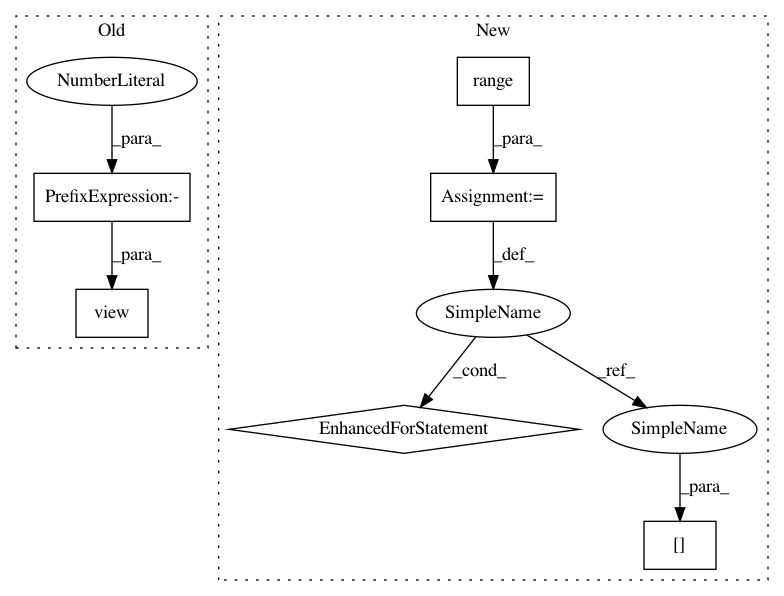 Old
NumberLiteral
_para_
PrefixExpression:-
_para_
view
New
range
_para_
Assignment:=
_def_
SimpleName
_cond_
_ref_
EnhancedForStatement
SimpleName
_para_
[]